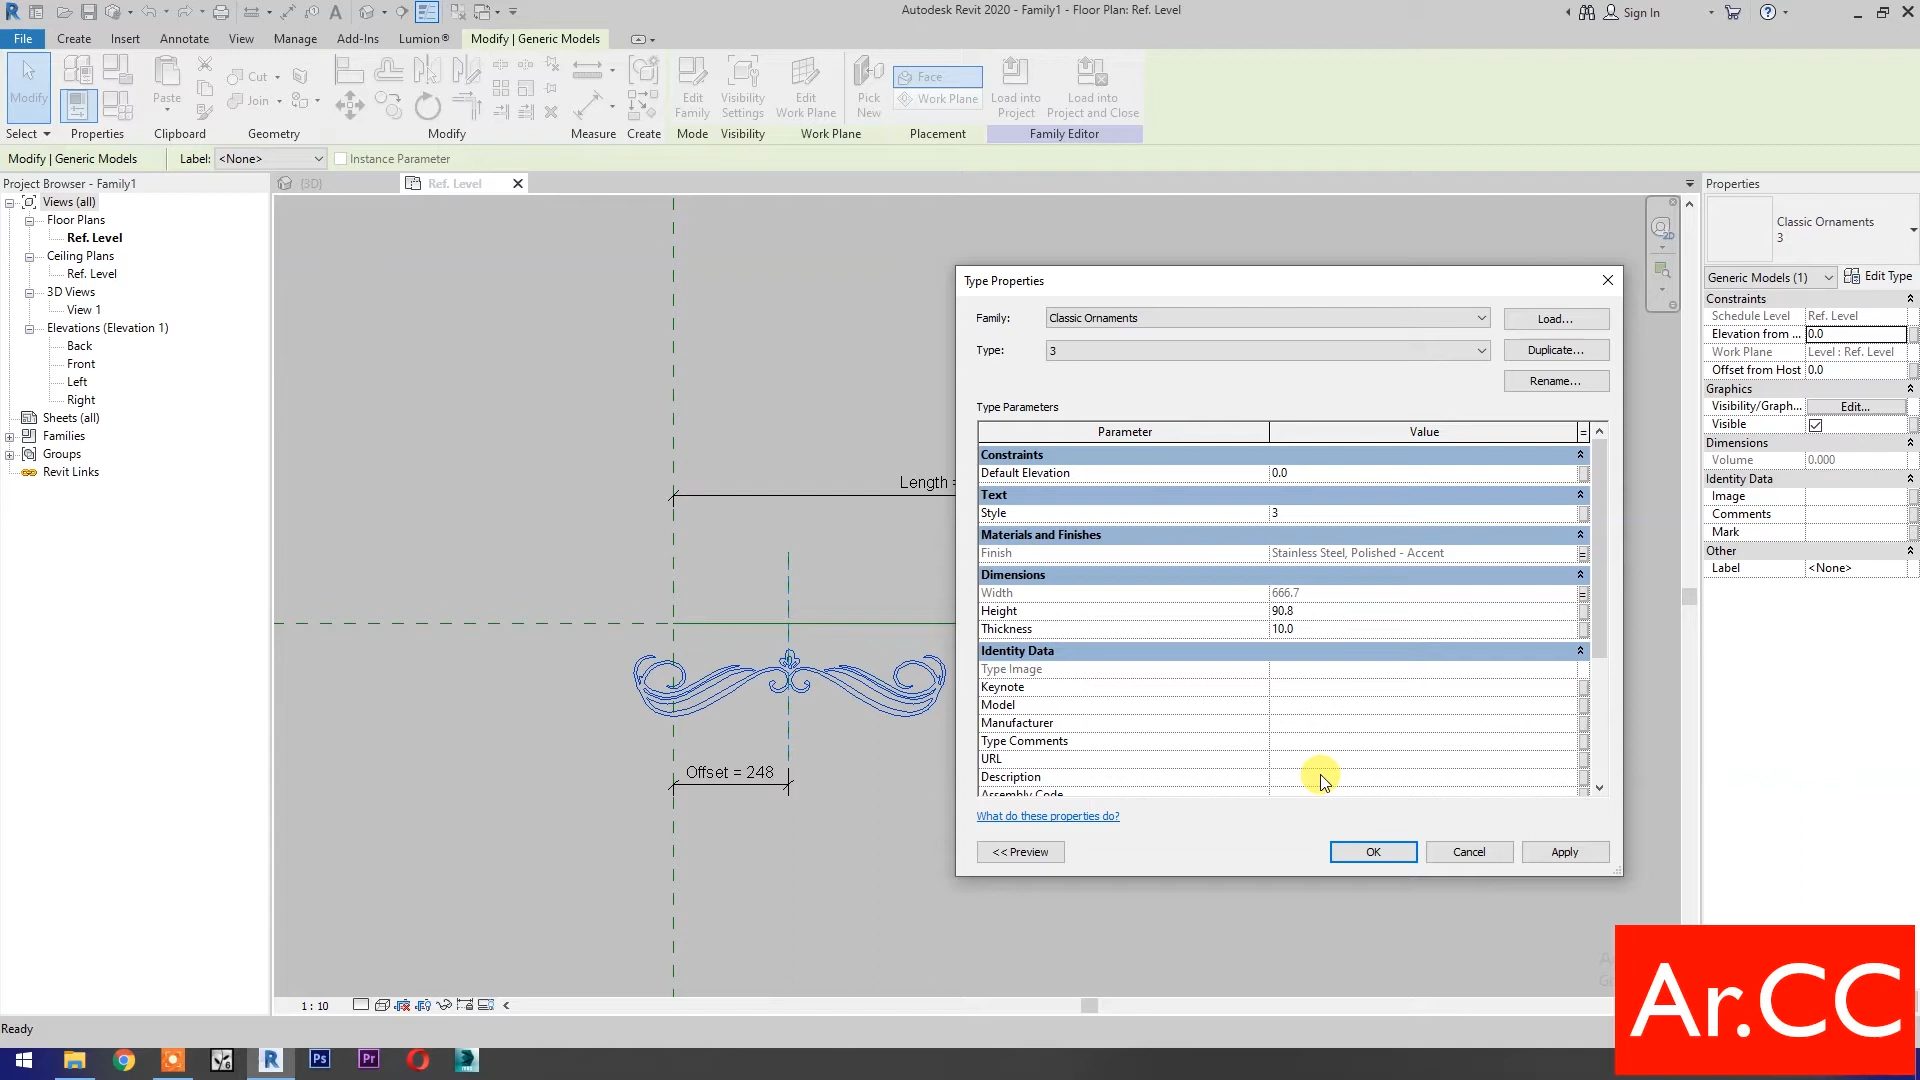 Autodesk Revit 2020 - Family1 - Floor Plan: Ref. Level
Sign In
File Create Insert Annotate View Manage Add-Ins Lumion® Modify | Generic Models
Modify
Paste
Cut
Join
Edit Family
Visibility Settings
Edit Work Plane
Pick New
Face
Work Plane
Load into Project
Load into Project and Close
Select Properties Clipboard Geometry Modify Measure Create Mode Visibility Work Plane Placement Family Editor
Modify | Generic Models Label: <None> Instance Parameter
Project Browser - Family1
Views (all)
Floor Plans
Ref. Level
Ceiling Plans
Ref. Level
3D Views
View 1
Elevations (Elevation 1)
Back
Front
Left
Right
Sheets (all)
Families
Groups
Revit Links
(3D)
Ref. Level
Length =
Offset = 248
Type Properties
Family: Classic Ornaments Load...
Type: 3 Duplicate...
Rename...
Type Parameters
Parameter Value =
Constraints
Default Elevation 0.0
Text
Style 3
Materials and Finishes
Finish Stainless Steel, Polished - Accent =
Dimensions
Width 666.7 =
Height 90.8
Thickness 10.0
Identity Data
Type Image
Keynote
Model
Manufacturer
Type Comments
URL
Description
Assembly Code
What do these properties do?
<< Preview OK Cancel Apply
Properties
Classic Ornaments
3
Generic Models (1) Edit Type
Constraints
Schedule Level Ref. Level
Elevation from ... 0.0
Work Plane Level : Ref. Level
Offset from Host 0.0
Graphics
Visibility/Graph... Edit...
Visible
Dimensions
Volume 0.000
Identity Data
Image
Comments
Mark
Other
Label <None>
1 : 10
Ready
Ar.CC